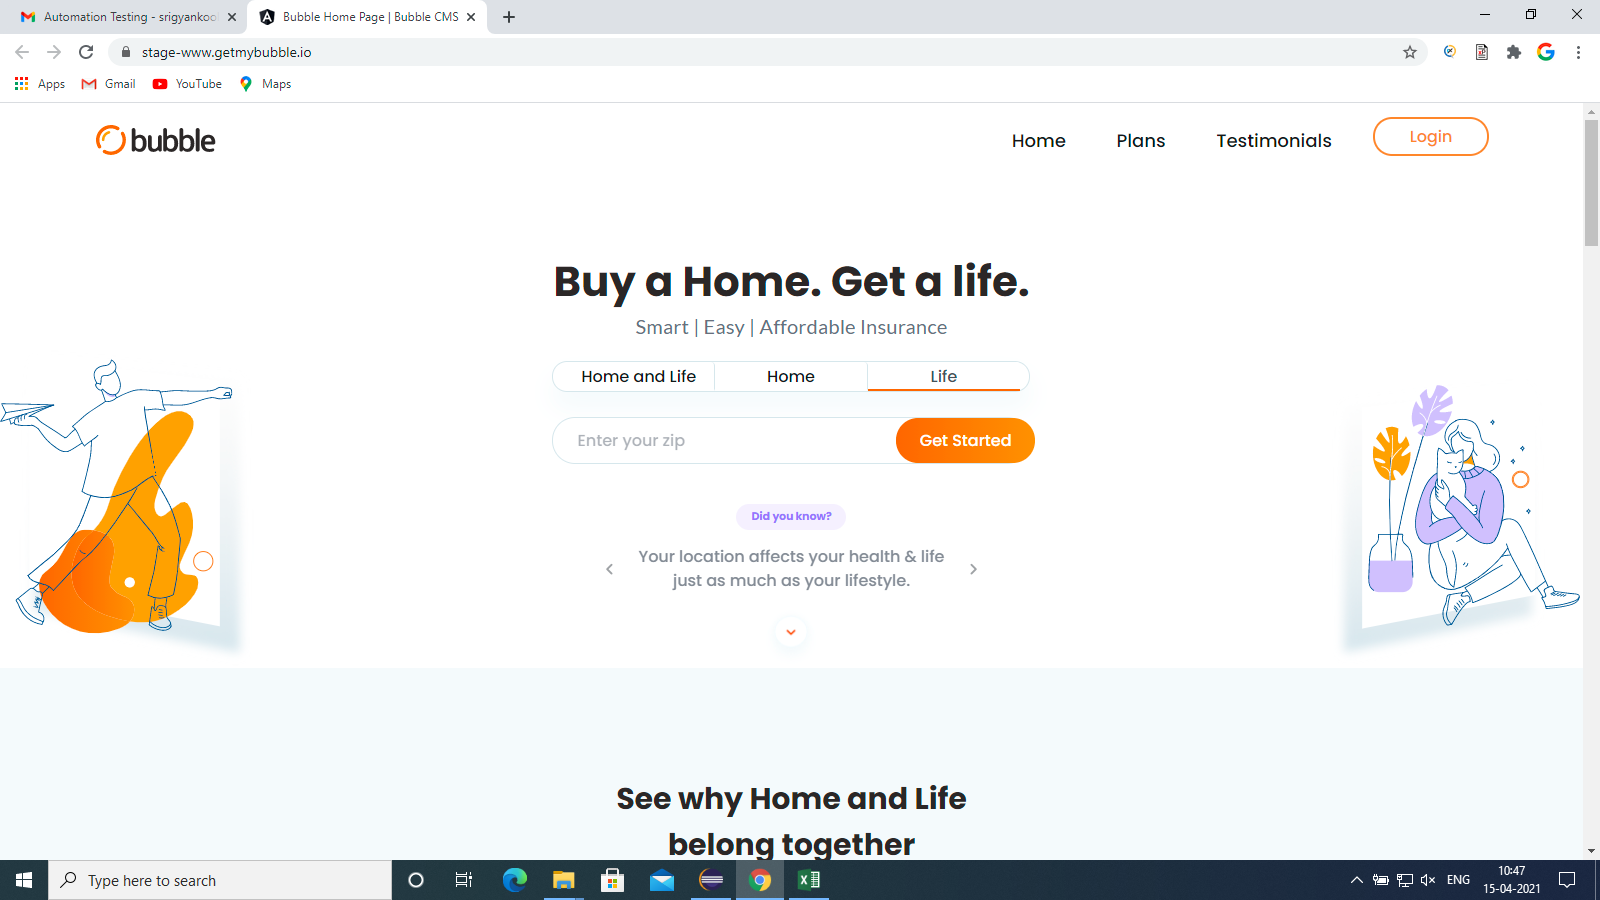 Automation Testing - srigyankoo
Bubble Home Page | Bubble CMS
stage-www.getmybubble.io
Apps
Gmail
YouTube
Maps
bubble
Home
Plans
Testimonials
Login
Buy a Home. Get a life.
Smart | Easy | Affordable Insurance
Home and Life
Home
Life
Enter your zip
Get Started
Did you know?
Your location affects your health & life
just as much as your lifestyle.
See why Home and Life
belong together
Type here to search
ENG
10:47
15-04-2021